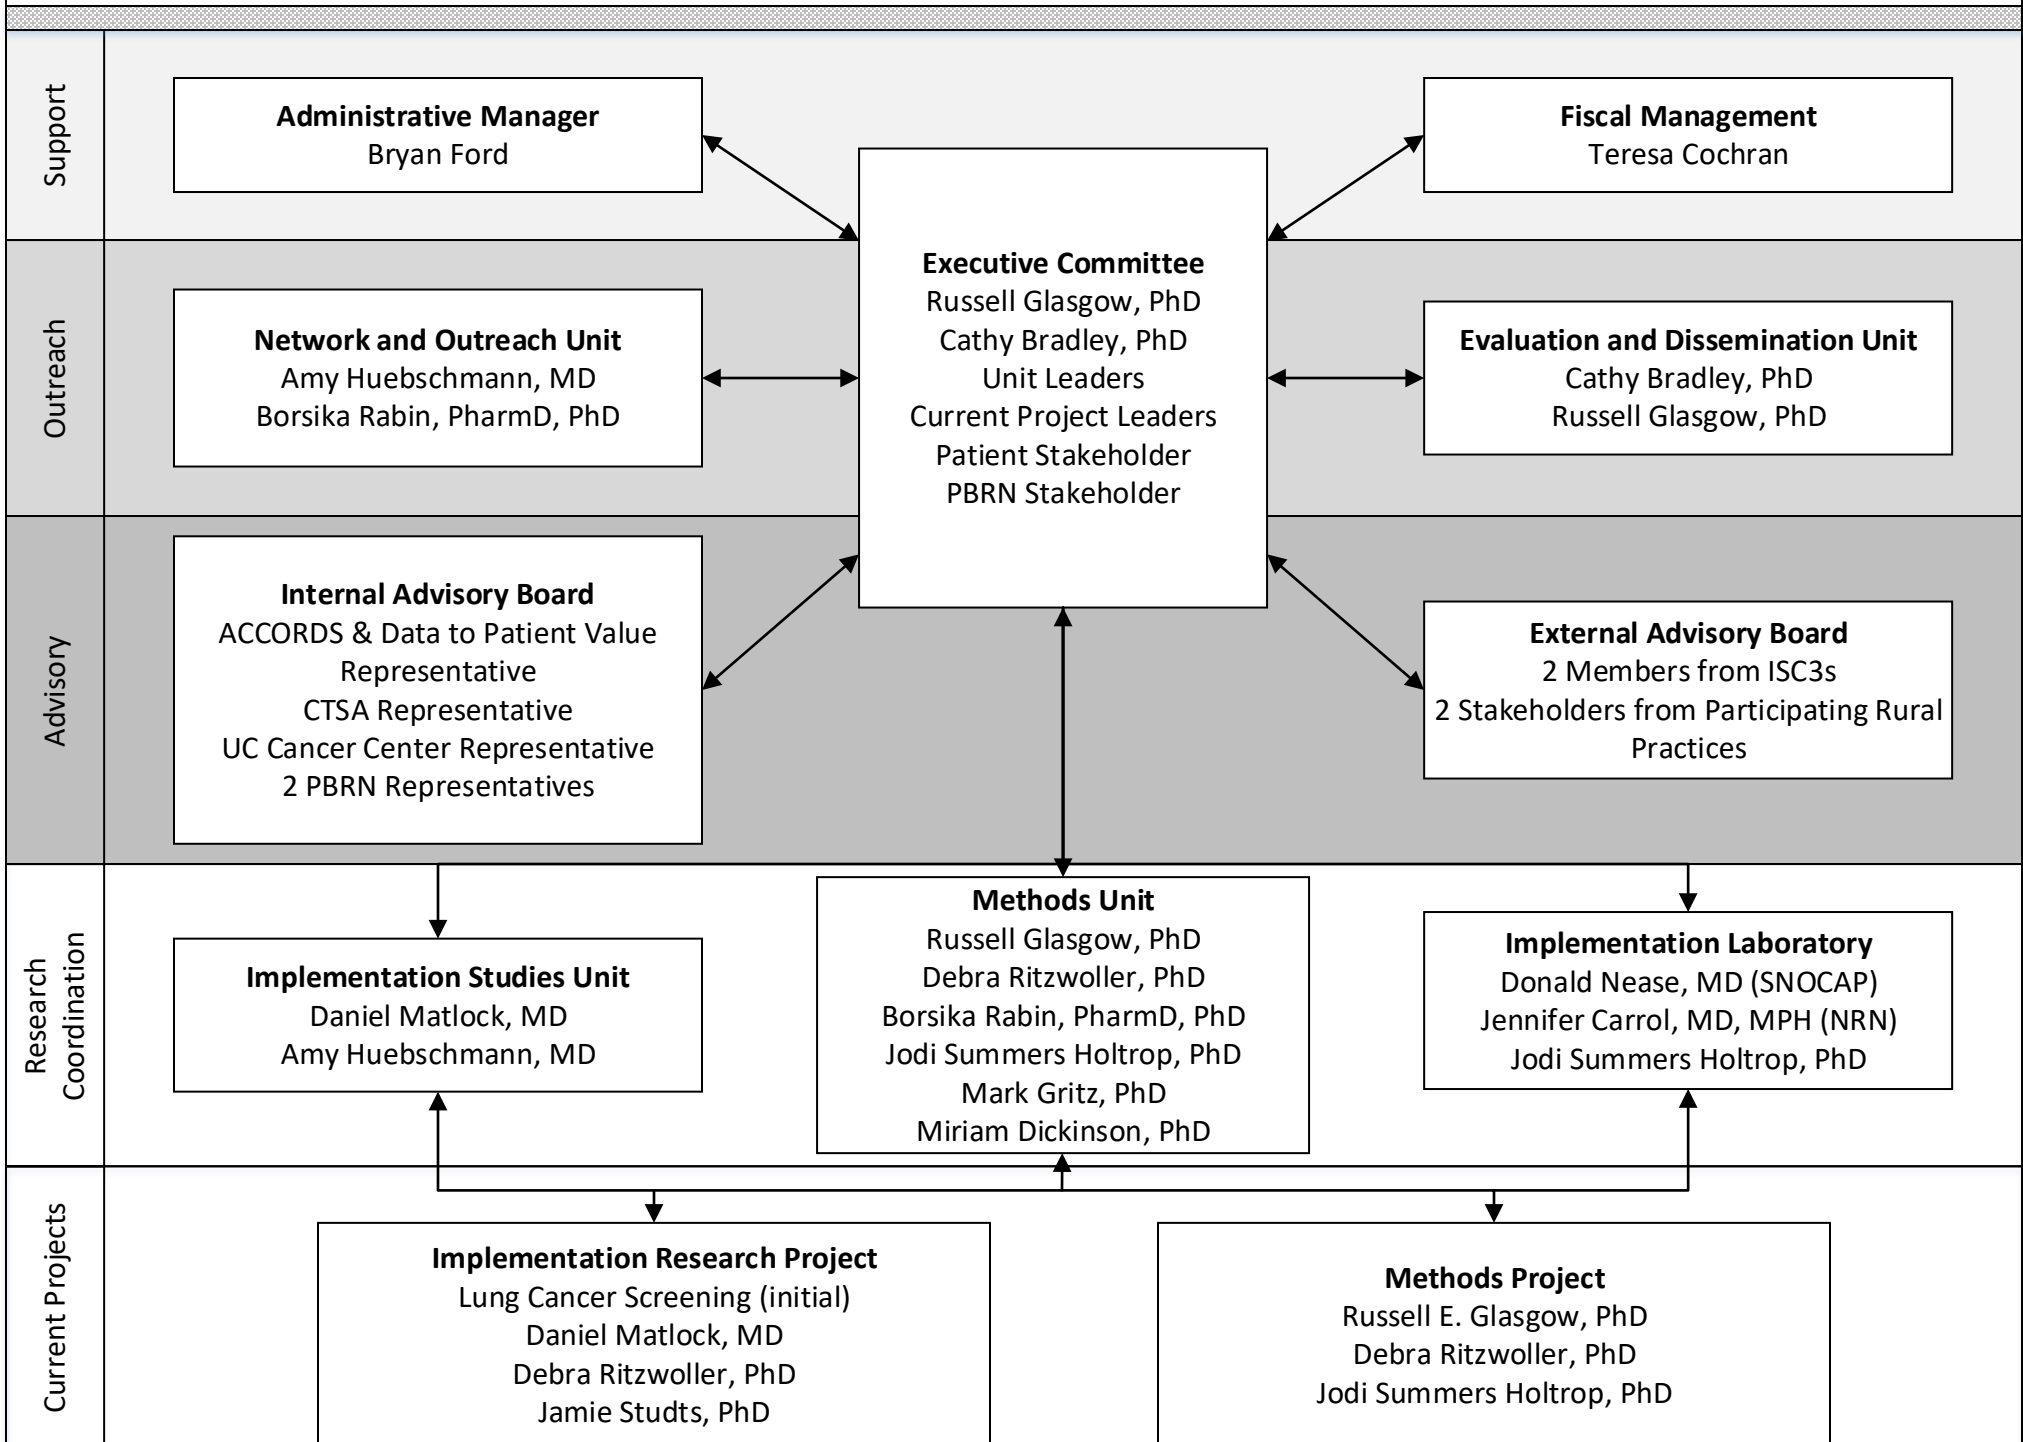 Support
Administrative Manager
Bryan Ford
Fiscal Management
Teresa Cochran
Executive Committee
Russell Glasgow, PhD
Cathy Bradley, PhD
Unit Leaders
Current Project Leaders
Patient Stakeholder
PBRN Stakeholder
Outreach
Network and Outreach Unit
Amy Huebschmann, MD
Borsika Rabin, PharmD, PhD
Evaluation and Dissemination Unit
Cathy Bradley, PhD
Russell Glasgow, PhD
Advisory
Internal Advisory Board
ACCORDS & Data to Patient Value
Representative
CTSA Representative
UC Cancer Center Representative
2 PBRN Representatives
External Advisory Board
2 Members from ISC3s
2 Stakeholders from Participating Rural
Practices
Research
Coordination
Implementation Studies Unit
Daniel Matlock, MD
Amy Huebschmann, MD
Methods Unit
Russell Glasgow, PhD
Debra Ritzwoller, PhD
Borsika Rabin, PharmD, PhD
Jodi Summers Holtrop, PhD
Mark Gritz, PhD
Miriam Dickinson, PhD
Implementation Laboratory
Donald Nease, MD (SNOCAP)
Jennifer Carrol, MD, MPH (NRN)
Jodi Summers Holtrop, PhD
Current Projects
Implementation Research Project
Lung Cancer Screening (initial)
Daniel Matlock, MD
Debra Ritzwoller, PhD
Jamie Studts, PhD
Methods Project
Russell E. Glasgow, PhD
Debra Ritzwoller, PhD
Jodi Summers Holtrop, PhD